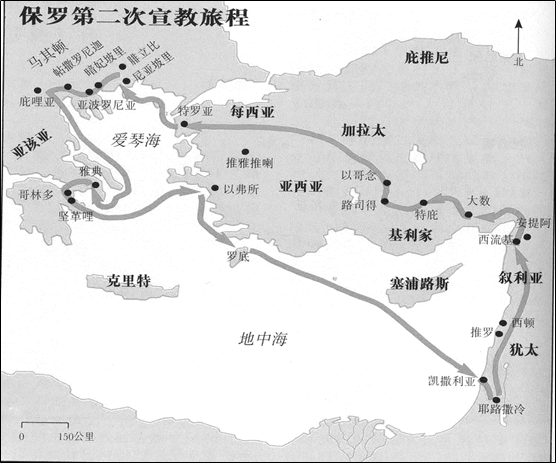 保罗第二次宣教旅程
北
马其顿
帖撒罗尼迦
暗妃坡里
腓立比
尼亚坡里
庇推尼
庇哩亚
亚波罗尼亚
特罗亚
每西亚
加拉太
爱琴海
亚该亚
推雅推喇
以哥念
雅典
亚西亚
哥林多
以弗所
路司得
特庇
大数
坚革哩
安提阿
基利家
西流基
罗底
克里特
塞浦路斯
叙利亚
地中海
推罗
西顿
犹太
凯撒利亚
耶路撒冷
0
150公里